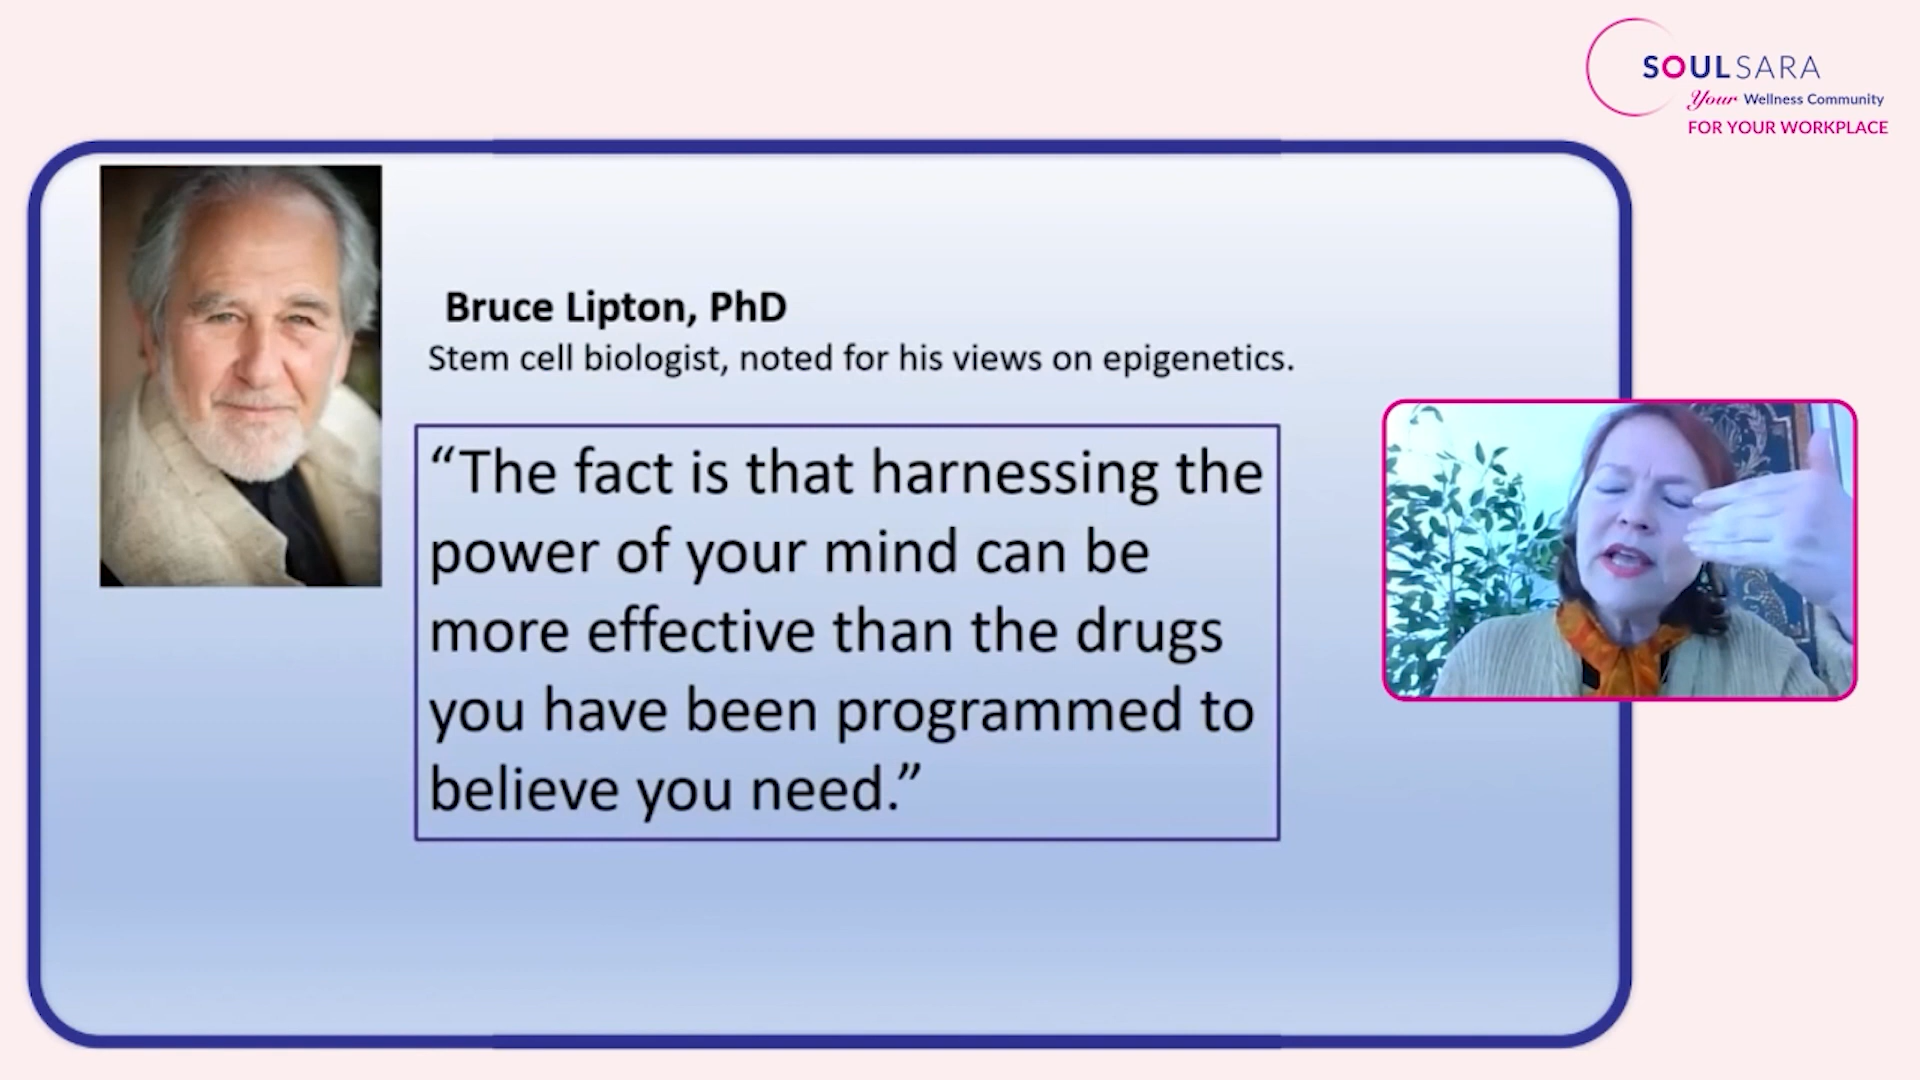 SOULSARA
Your Wellness Community
FOR YOUR WORKPLACE
Bruce Lipton, PhD
Stem cell biologist, noted for his views on epigenetics.
“The fact is that harnessing the
power of your mind can be
more effective than the drugs
you have been programmed to
believe you need.”